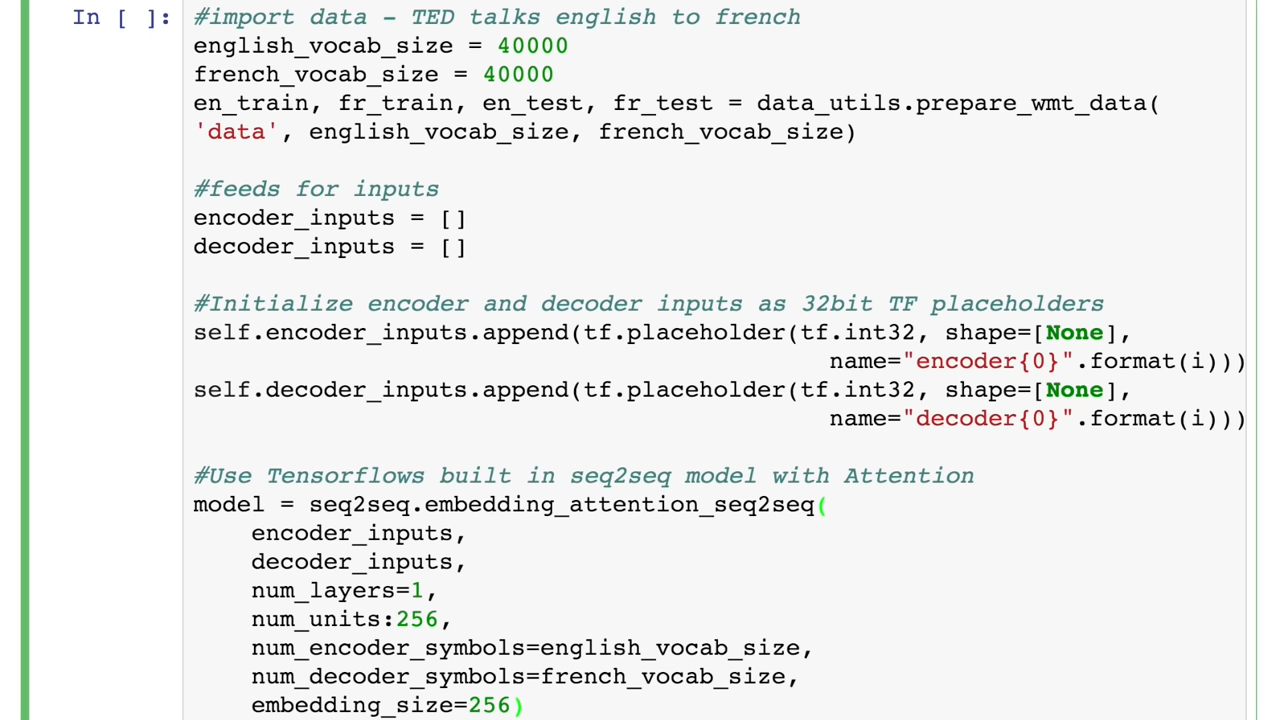 In [ ]:
#import data - TED talks english to french
english_vocab_size = 40000
french_vocab_size = 40000
en_train, fr_train, en_test, fr_test = data_utils.prepare_wmt_data(
'data', english_vocab_size, french_vocab_size)
#feeds for inputs
encoder_inputs = []
decoder_inputs = []
#Initialize encoder and decoder inputs as 32bit TF placeholders
self.encoder_inputs.append(tf.placeholder(tf.int32, shape=[None],
name="encoder{0}".format(i)))
self.decoder_inputs.append(tf.placeholder(tf.int32, shape=[None],
name="decoder{0}".format(i)))
#Use Tensorflows built in seq2seq model with Attention
model = seq2seq.embedding_attention_seq2seq(
encoder_inputs,
decoder_inputs,
num_layers=1,
num_units:256,
num_encoder_symbols=english_vocab_size,
num_decoder_symbols=french_vocab_size,
embedding_size=256)